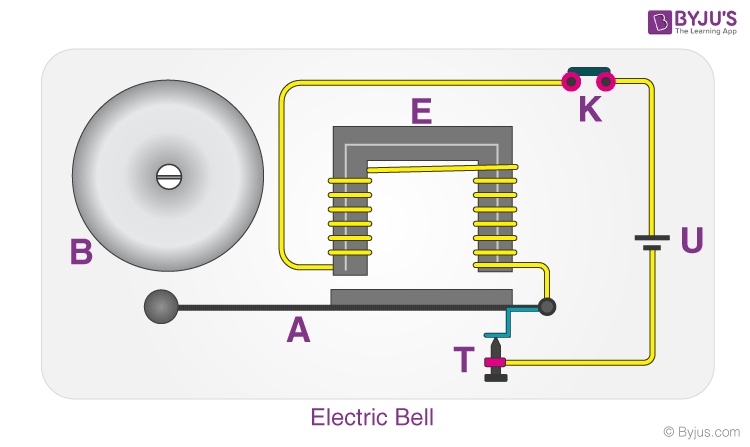 BYJU'S
The Learning App
E
K
B
U
A
T
Electric Bell
© Byjus.com